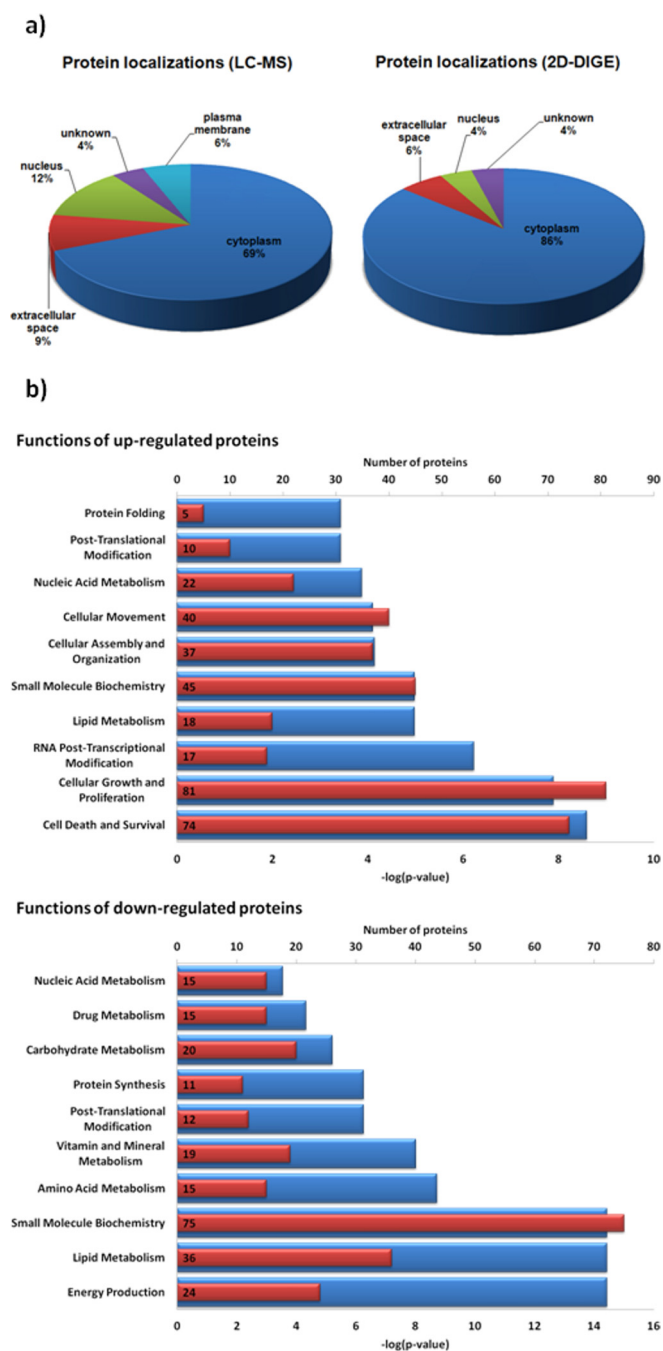 a)
Protein localizations (LC-MS)
Protein localizations (2D-DIGE)
plasma
membrane
6%
unknown
4%
nucleus
12%
cytoplasm
69%
extracellular
space
9%
nucleus
4%
unknown
4%
extracellular
space
6%
cytoplasm
86%
b)
Functions of up-regulated proteins
Number of proteins
0 10 20 30 40 50 60 70 80 90
Protein Folding
5
Post-Translational
Modification
10
Nucleic Acid Metabolism
22
Cellular Movement
40
Cellular Assembly and
Organization
37
Small Molecule Biochemistry
45
Lipid Metabolism
18
RNA Post-Transcriptional
Modification
17
Cellular Growth and
Proliferation
81
Cell Death and Survival
74
0 2 4 6 8 10
-log(p-value)
Functions of down-regulated proteins
Number of proteins
0 10 20 30 40 50 60 70 80
Nucleic Acid Metabolism
15
Drug Metabolism
15
Carbohydrate Metabolism
20
Protein Synthesis
11
Post-Translational
Modification
12
Vitamin and Mineral
Metabolism
19
Amino Acid Metabolism
15
Small Molecule Biochemistry
75
Lipid Metabolism
36
Energy Production
24
0 2 4 6 8 10 12 14 16
-log(p-value)